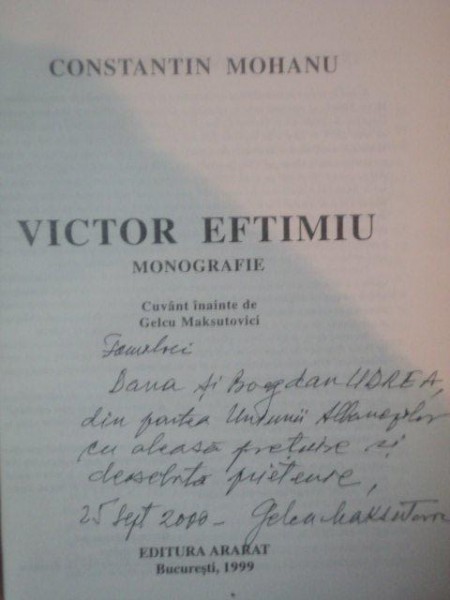 CONSTANTIN MOHANU
VICTOR EFTIMIU
MONOGRAFIE
Cuvânt înainte de
Gelcu Maksutovici
Familiei
Dana și Bogdan UDREA,
din partea Uniunii Albanezilor
cu aleasă prețuire și
deosebită prietenie,
25 Sept 2000 - Gelcu Maksutovici
EDITURA ARARAT
București, 1999